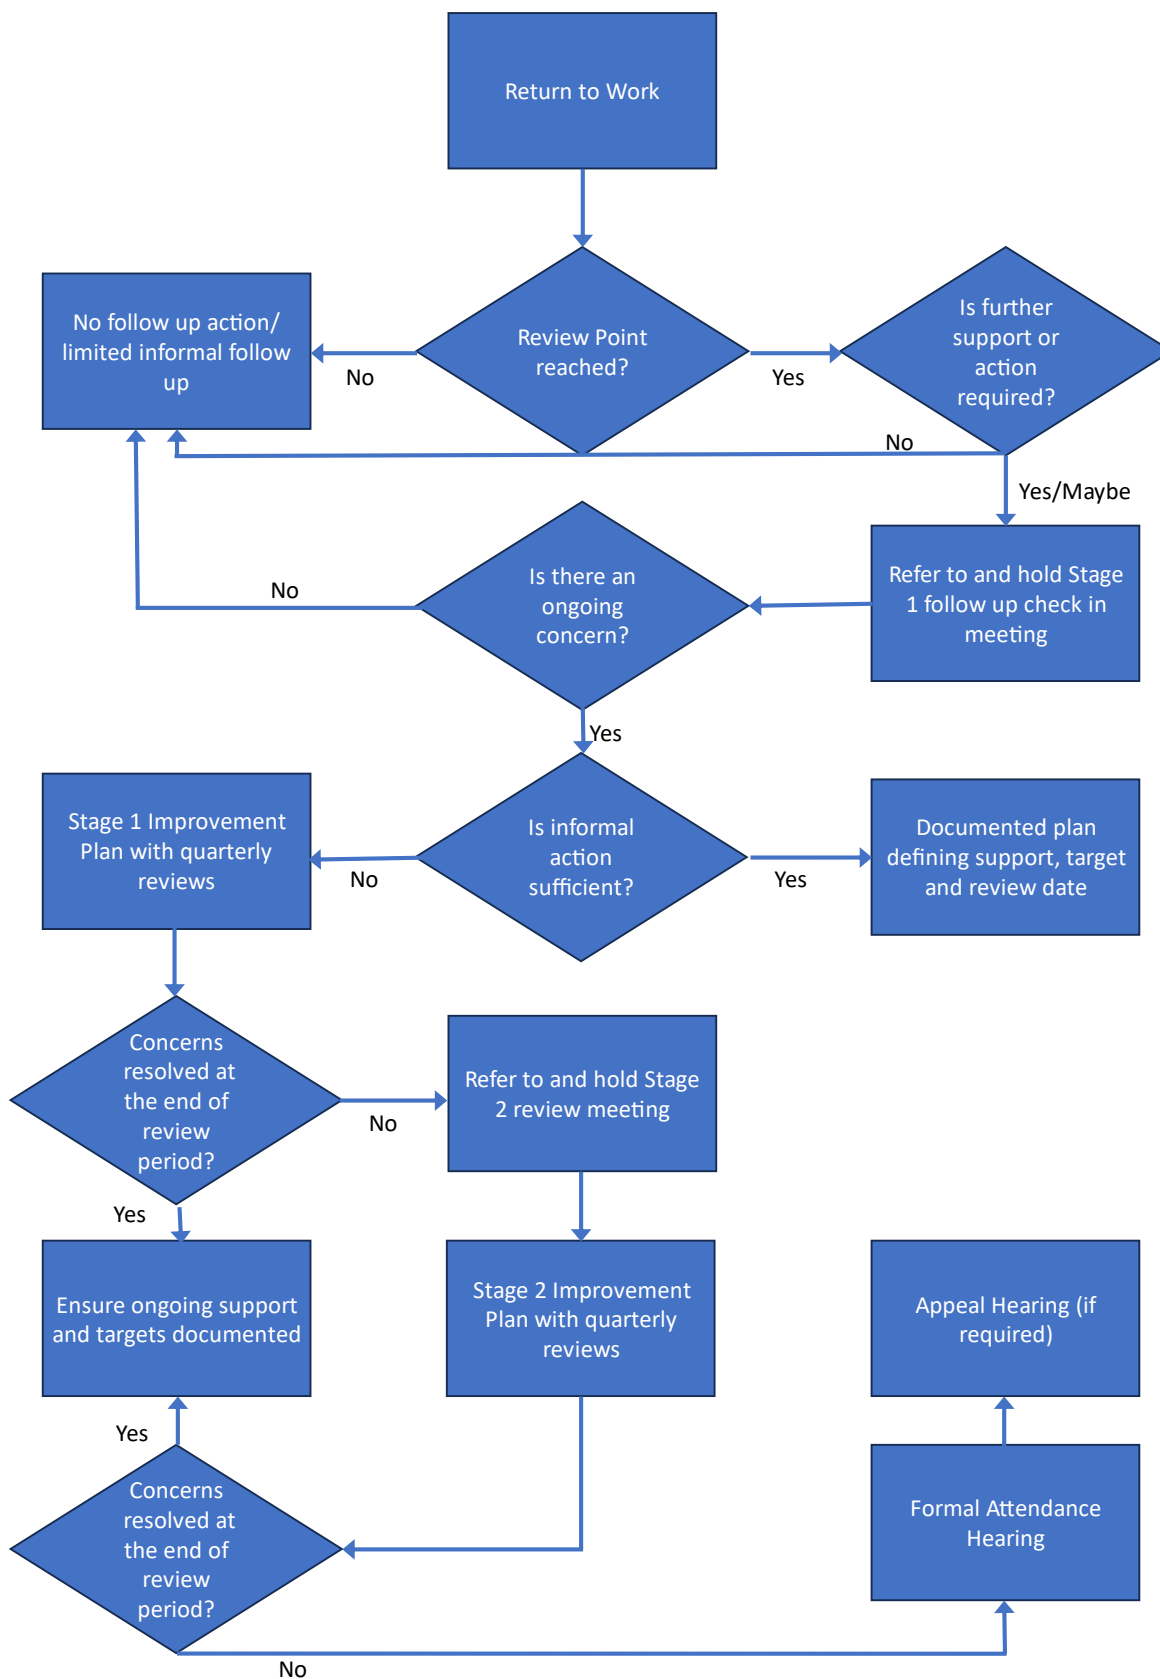 Return to Work
No follow up action/
limited informal follow
up
No
Review Point
reached?
Yes
Is further
support or
action
required?
No
Yes/Maybe
No
Is there an
ongoing
concern?
Refer to and hold Stage
1 follow up check in
meeting
Yes
Stage 1 Improvement
Plan with quarterly
reviews
No
Is informal
action
sufficient?
Yes
Documented plan
defining support, target
and review date
Concerns
resolved at
the end of
review
period?
No
Refer to and hold Stage
2 review meeting
Yes
Ensure ongoing support
and targets documented
Stage 2 Improvement
Plan with quarterly
reviews
Appeal Hearing (if
required)
Yes
Concerns
resolved at
the end of
review
period?
Formal Attendance
Hearing
No